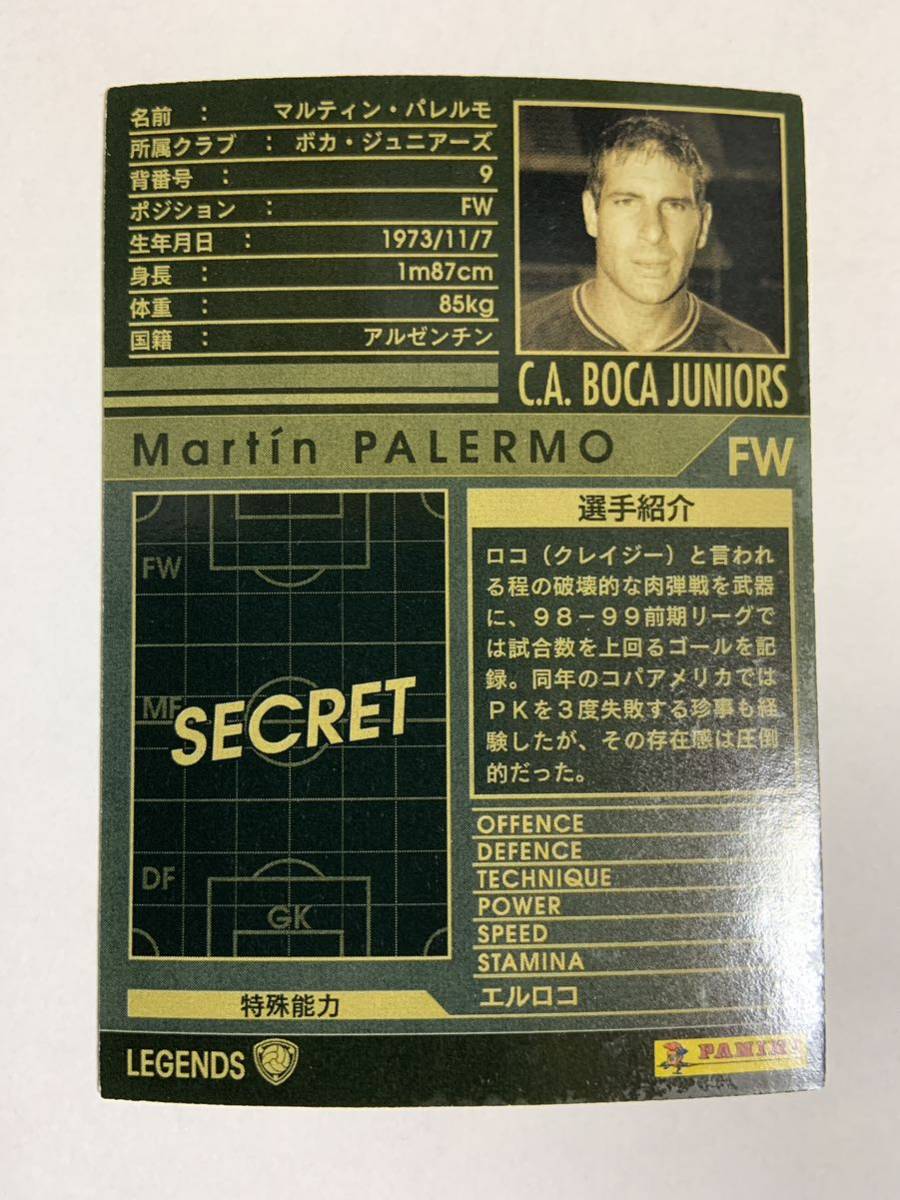 名前 : マルティン・パレルモ
所属クラブ : ボカ・ジュニアーズ
背番号 : 9
ポジション : FW
生年月日 : 1973/11/7
身長 : 1m87cm
体重 : 85kg
国籍 : アルゼンチン
C.A. BOCA JUNIORS
Martín PALERMO
FW
FW
MF
SECRET
DF
GK
特殊能力
選手紹介
ロコ（クレイジー）と言われ
る程の破壊的な肉弾戦を武器
に、９８－９９前期リーグで
は試合数を上回るゴールを記
録。同年のコパアメリカでは
ＰＫを３度失敗する珍事も経
験したが、その存在感は圧倒
的だった。
OFFENCE
DEFENCE
TECHNIQUE
POWER
SPEED
STAMINA
エルロコ
LEGENDS
PANINI